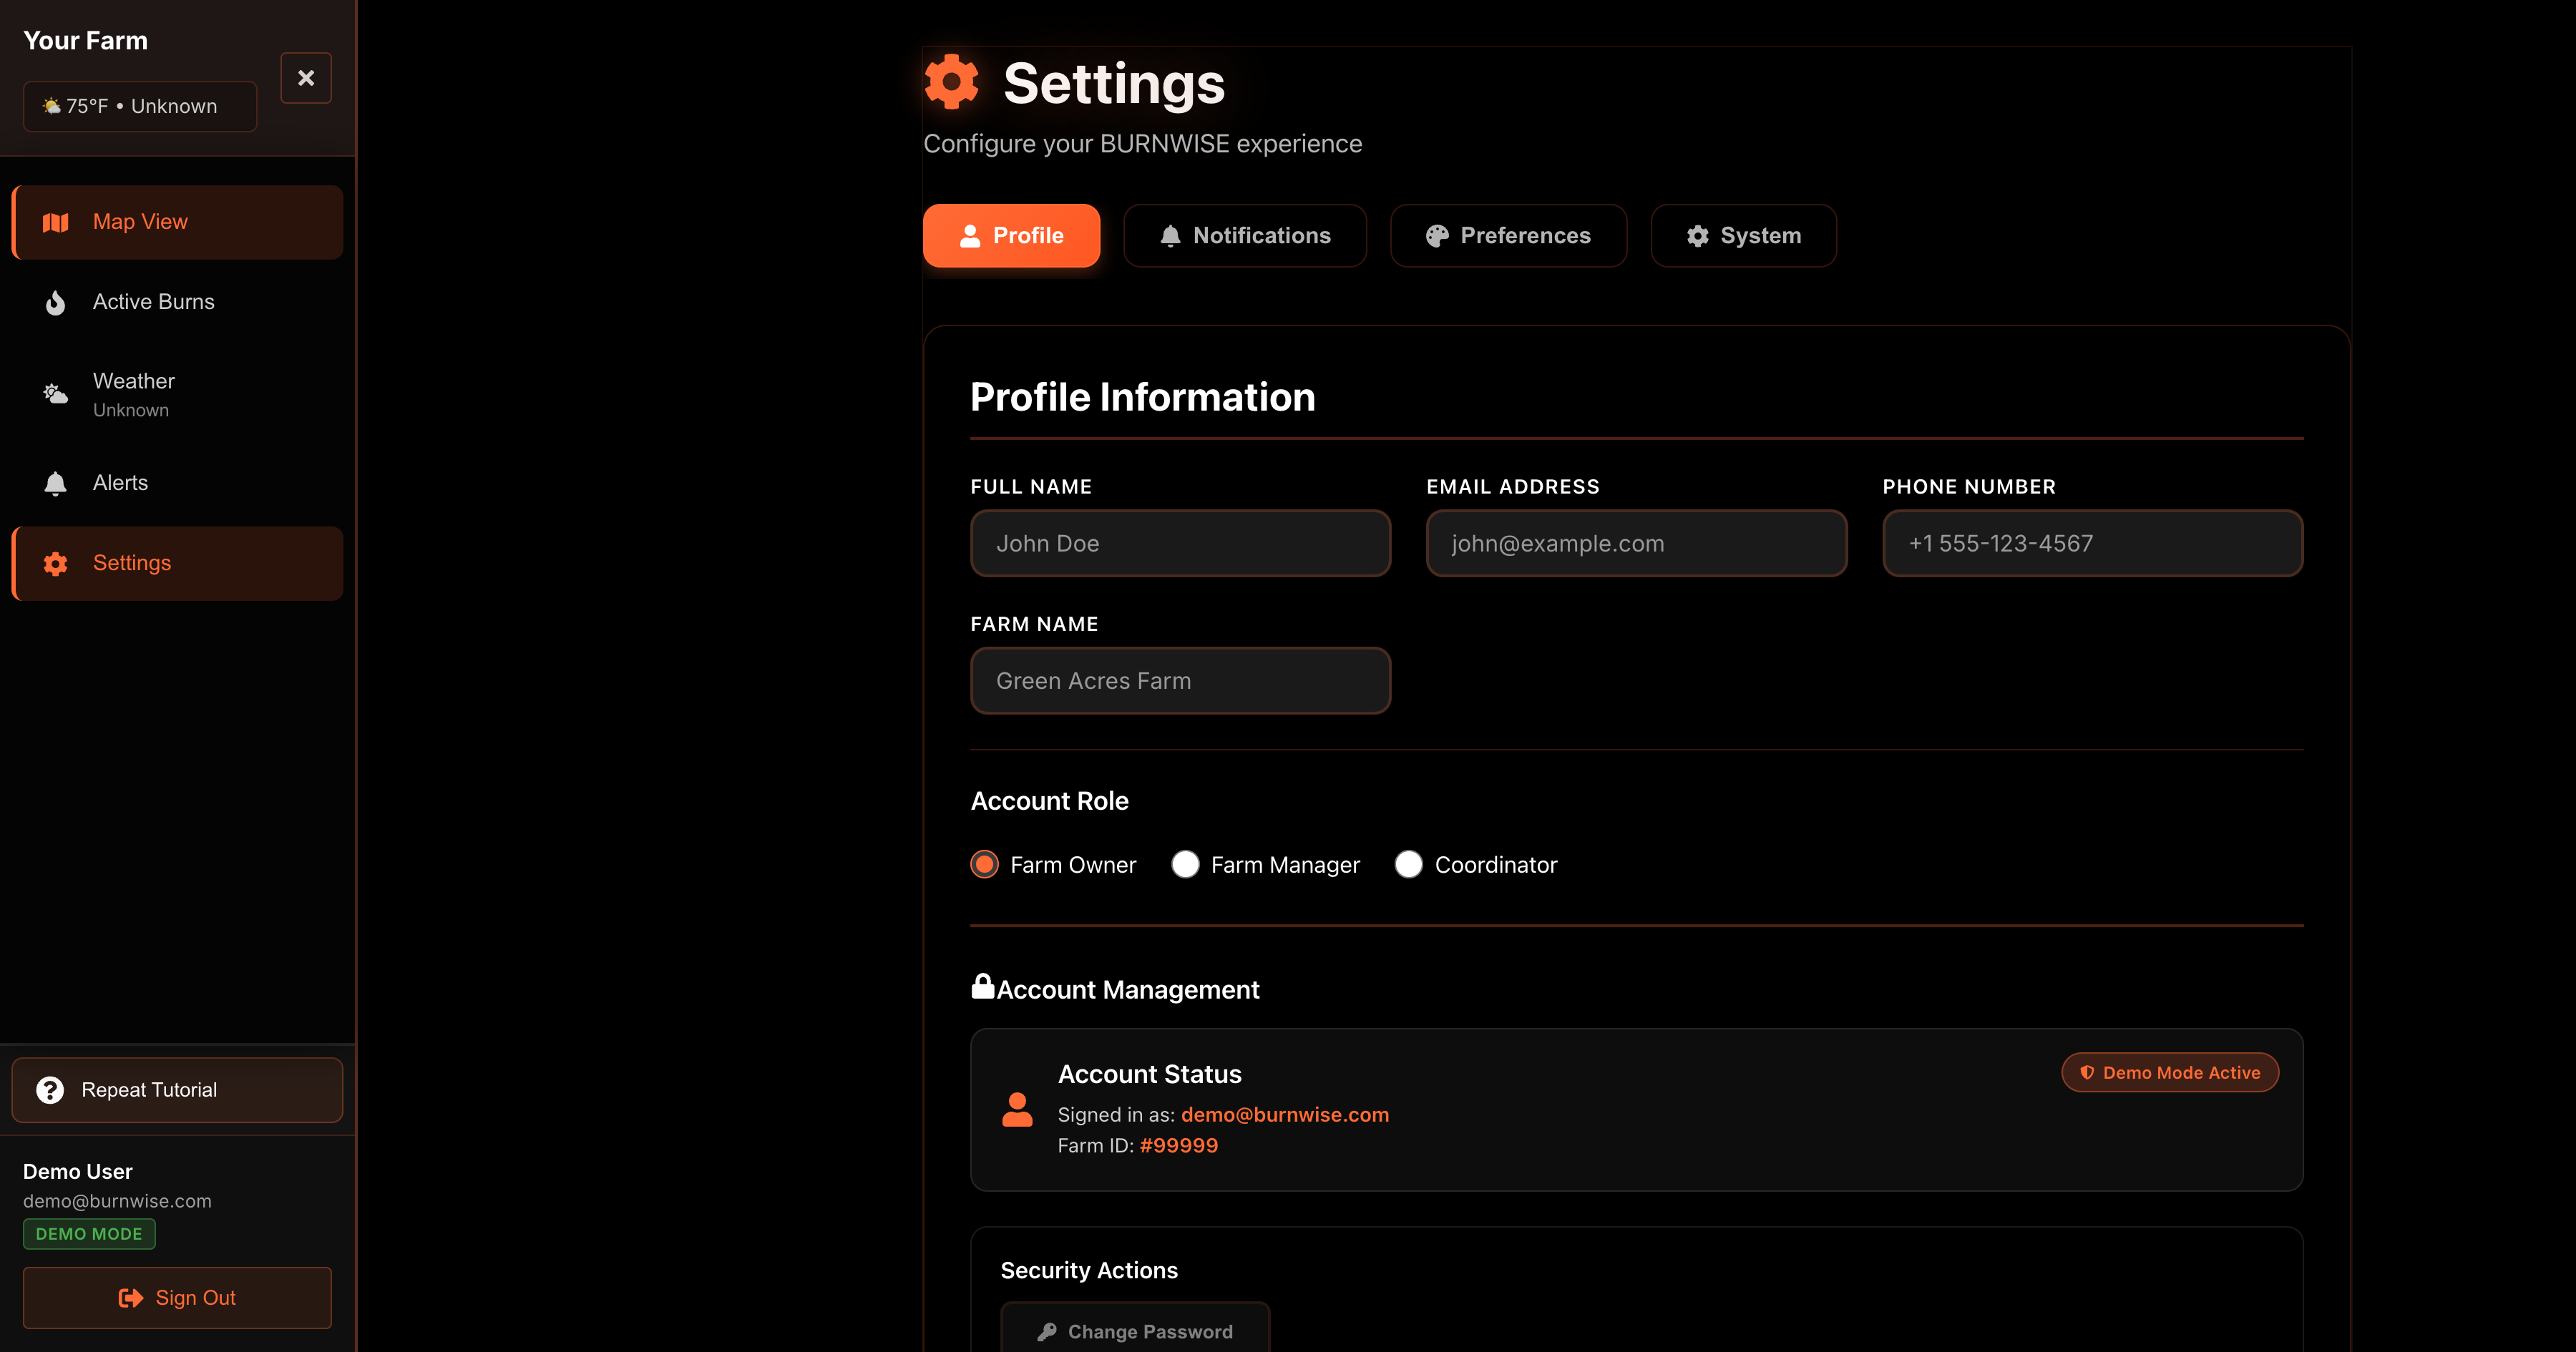 Your Farm
75°F • Unknown
Map View
Active Burns
Weather
Unknown
Alerts
Settings
Repeat Tutorial
Demo User
demo@burnwise.com
DEMO MODE
Sign Out
Settings
Configure your BURNWISE experience
Profile Notifications Preferences System
Profile Information
FULL NAME EMAIL ADDRESS PHONE NUMBER
John Doe john@example.com +1 555-123-4567
FARM NAME
Green Acres Farm
Account Role
Farm Owner Farm Manager Coordinator
Account Management
Account Status
Demo Mode Active
Signed in as: demo@burnwise.com
Farm ID: #99999
Security Actions
Change Password